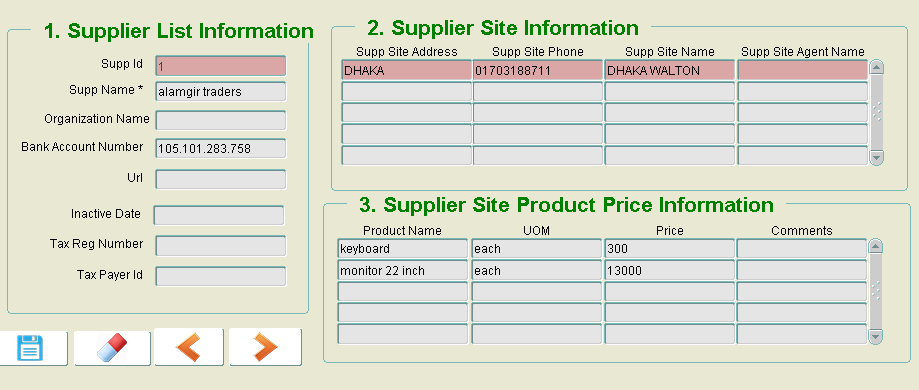 1. Supplier List Information
Supp Id 1
Supp Name * alamgir traders
Organization Name
Bank Account Number 105.101.283.758
Url
Inactive Date
Tax Reg Number
Tax Payer Id
2. Supplier Site Information
Supp Site Address Supp Site Phone Supp Site Name Supp Site Agent Name
DHAKA 01703188711 DHAKA WALTON
3. Supplier Site Product Price Information
Product Name UOM Price Comments
keyboard each 300
monitor 22 inch each 13000